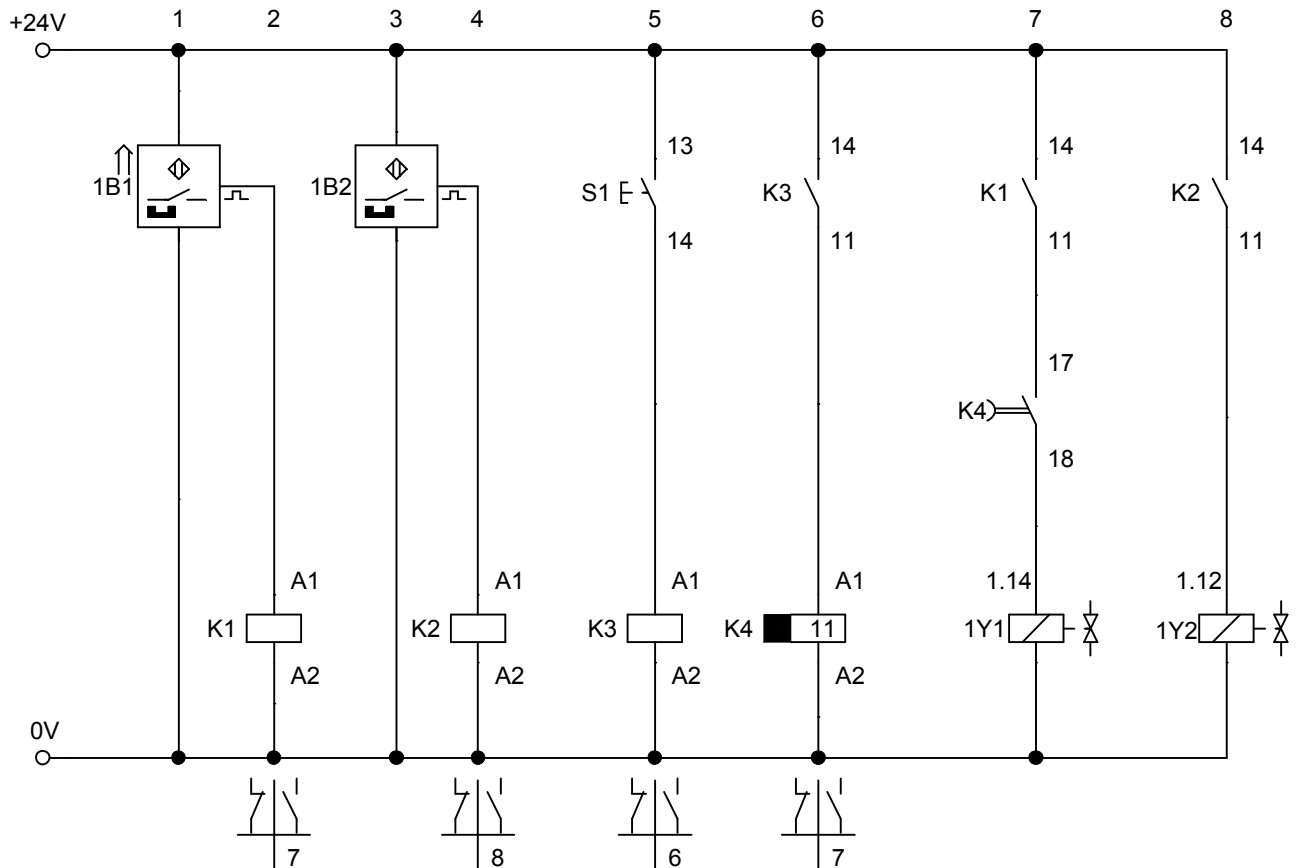 +24V 1 2 3 4 5 6 7 8
13 14 14 14
1B1 1B2 S1 K3 K1 K2
14 11 11 11
17
K4
18
A1 A1 A1 A1 1.14 1.12
K1 K2 K3 K4 11 1Y1 1Y2
A2 A2 A2 A2
0V
7 8 6 7